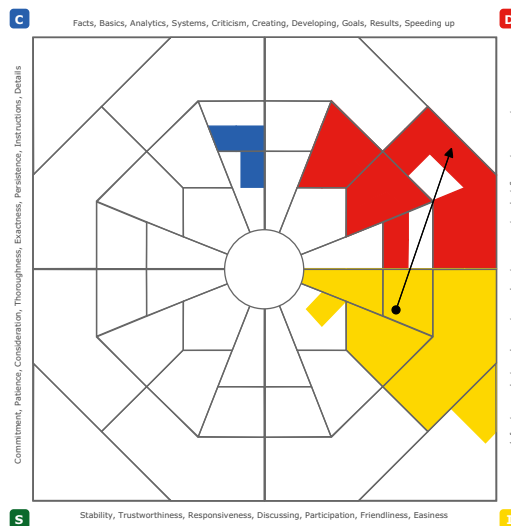 C
Facts, Basics, Analytics, Systems, Criticism, Creating, Developing, Goals, Results, Speeding up
D
Commitment, Patience, Consideration, Thoroughness, Exactness, Persistence, Instructions, Details
S
Stability, Trustworthiness, Responsiveness, Discussing, Participation, Friendliness, Easiness